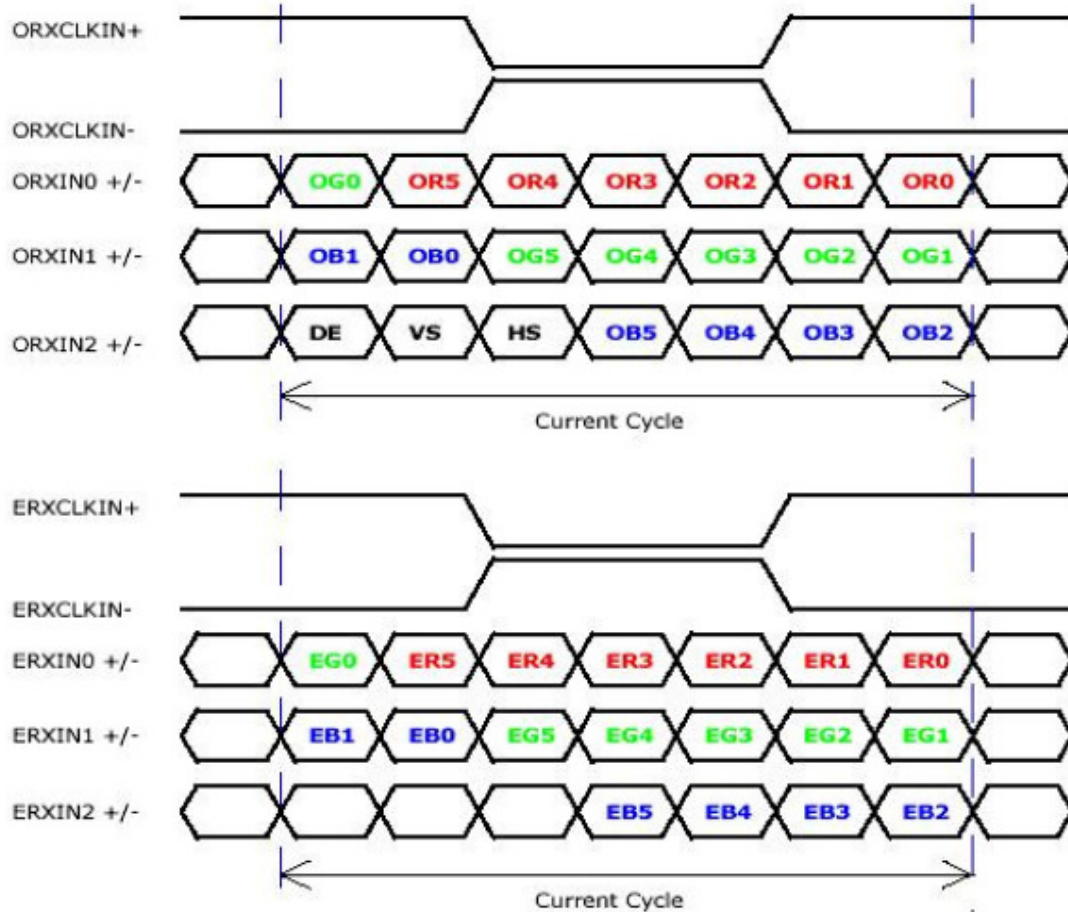 ORXCLKIN+
ORXCLKIN-
ORXIN0 +/- OG0 OR5 OR4 OR3 OR2 OR1 OR0
ORXIN1 +/- OB1 OB0 OG5 OG4 OG3 OG2 OG1
ORXIN2 +/- DE VS HS OB5 OB4 OB3 OB2
Current Cycle
ERXCLKIN+
ERXCLKIN-
ERXIN0 +/- EG0 ER5 ER4 ER3 ER2 ER1 ER0
ERXIN1 +/- EB1 EB0 EG5 EG4 EG3 EG2 EG1
ERXIN2 +/- EB5 EB4 EB3 EB2
Current Cycle